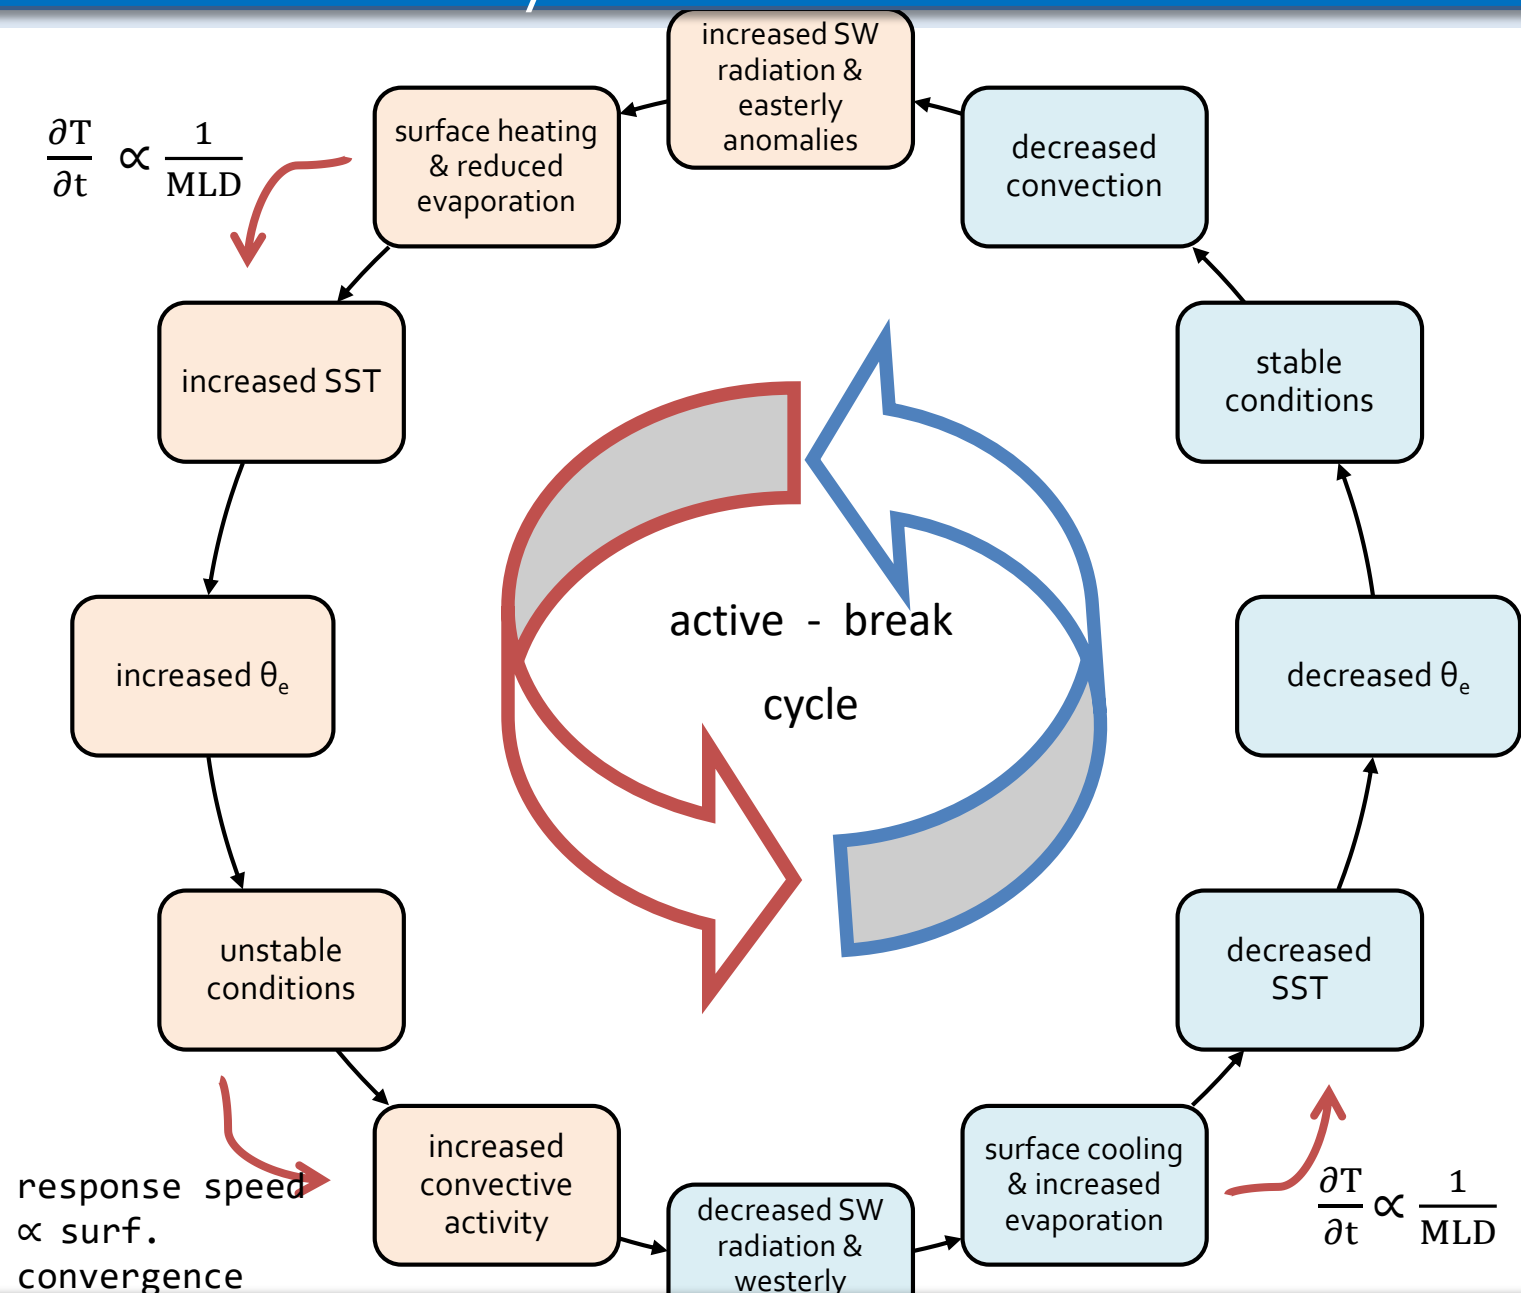 increased SW
radiation &
easterly
anomalies
surface heating
& reduced
evaporation
∂T/∂t ∝ 1/MLD
increased SST
increased θe
unstable
conditions
response speed
∝ surf.
convergence
increased
convective
activity
decreased SW
radiation &
westerly
surface cooling
& increased
evaporation
∂T/∂t ∝ 1/MLD
decreased
SST
decreased θe
stable
conditions
decreased
convection
active - break
cycle